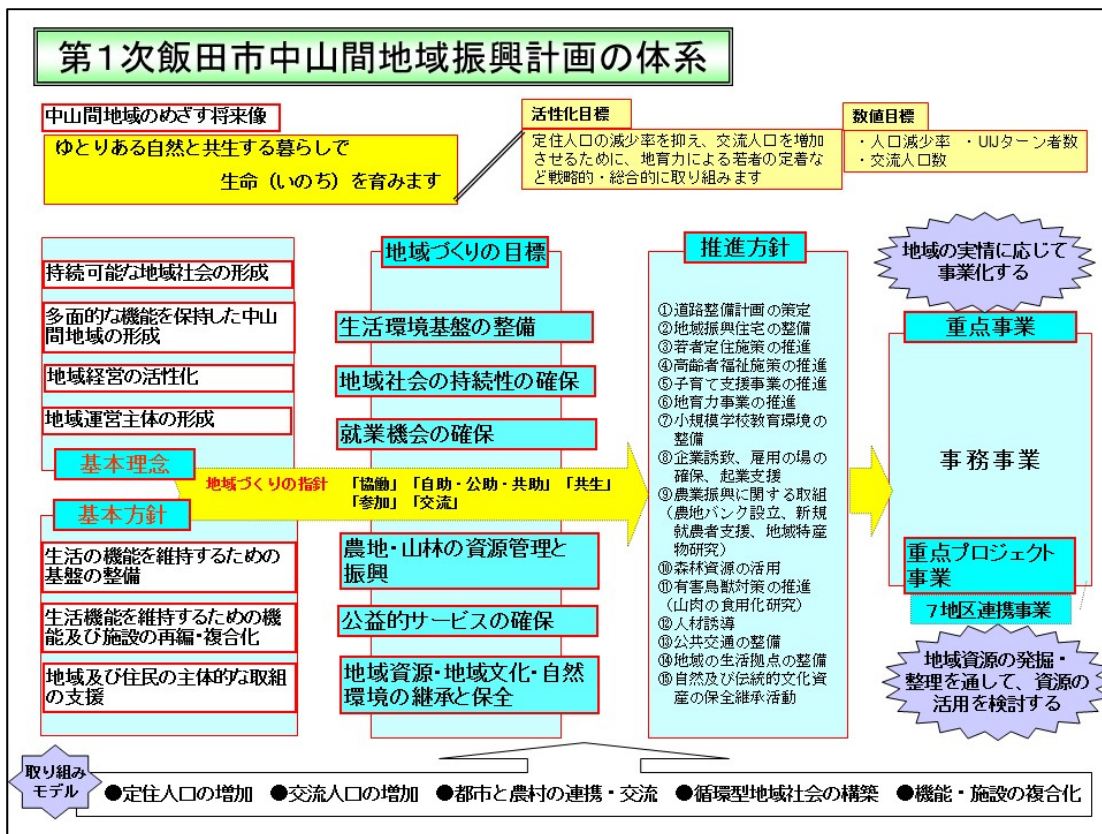 第1次飯田市中山間地域振興計画の体系
中山間地域のめざす将来像
ゆとりある自然と共生する暮らしで
生命（いのち）を育みます
活性化目標
定住人口の減少率を抑え、交流人口を増加
させるために、地育力による若者の定着な
ど戦略的・総合的に取り組みます
数値目標
・人口減少率 ・UIJターン者数
・交流人口数
持続可能な地域社会の形成
多面的な機能を保持した中山
間地域の形成
地域経営の活性化
地域運営主体の形成
基本理念
基本方針
生活の機能を維持するための
基盤の整備
生活機能を維持するための機
能及び施設の再編・複合化
地域及び住民の主体的な取組
の支援
地域づくりの目標
生活環境基盤の整備
地域社会の持続性の確保
就業機会の確保
地域づくりの指針 「協働」「自助・公助・共助」「共生」
「参加」「交流」
農地・山林の資源管理と
振興
公益的サービスの確保
地域資源・地域文化・自然
環境の継承と保全
推進方針
①道路整備計画の策定
②地域振興住宅の整備
③若者定住施策の推進
④高齢者福祉施策の推進
⑤子育て支援事業の推進
⑥地育力事業の推進
⑦小規模学校教育環境の
整備
⑧企業誘致、雇用の場の
確保、起業支援
⑨農業振興に関する取組
（農地バンク設立、新規
就農者支援、地域特産
物研究）
⑩森林資源の活用
⑪有害鳥獣対策の推進
（山肉の食用化研究）
⑫人材誘導
⑬公共交通の整備
⑭地域の生活拠点の整備
⑮自然及び伝統的文化資
産の保全継承活動
地域の実情に応じて
事業化する
重点事業
事務事業
重点プロジェクト
事業
7地区連携事業
地域資源の発掘・
整理を通して、資源の
活用を検討する
取り組み
モデル
●定住人口の増加 ●交流人口の増加 ●都市と農村の連携・交流 ●循環型地域社会の構築 ●機能・施設の複合化